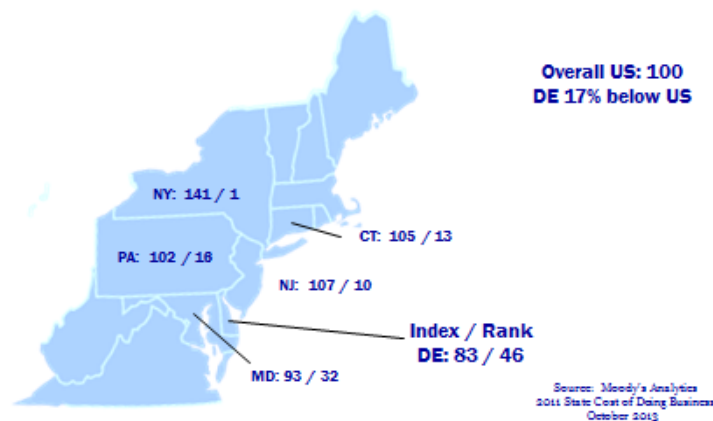 Overall US: 100
DE 17% below US
NY: 141 / 1
CT: 105 / 13
PA: 102 / 16
NJ: 107 / 10
Index / Rank
DE: 83 / 46
MD: 93 / 32
Source: Moody's Analytics
2011 State Cost of Doing Business
October 2013